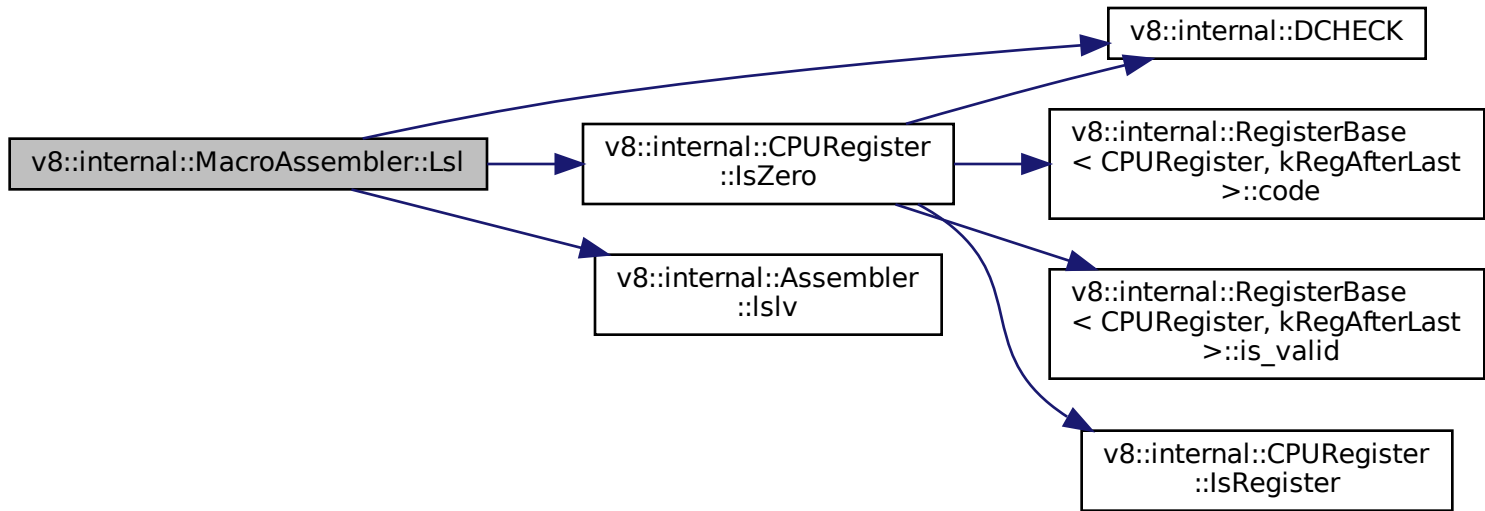 v8::internal::MacroAssembler::Lsl
v8::internal::CPURegister
::IsZero
v8::internal::Assembler
::lslv
v8::internal::DCHECK
v8::internal::RegisterBase
< CPURegister, kRegAfterLast
>::code
v8::internal::RegisterBase
< CPURegister, kRegAfterLast
>::is_valid
v8::internal::CPURegister
::IsRegister